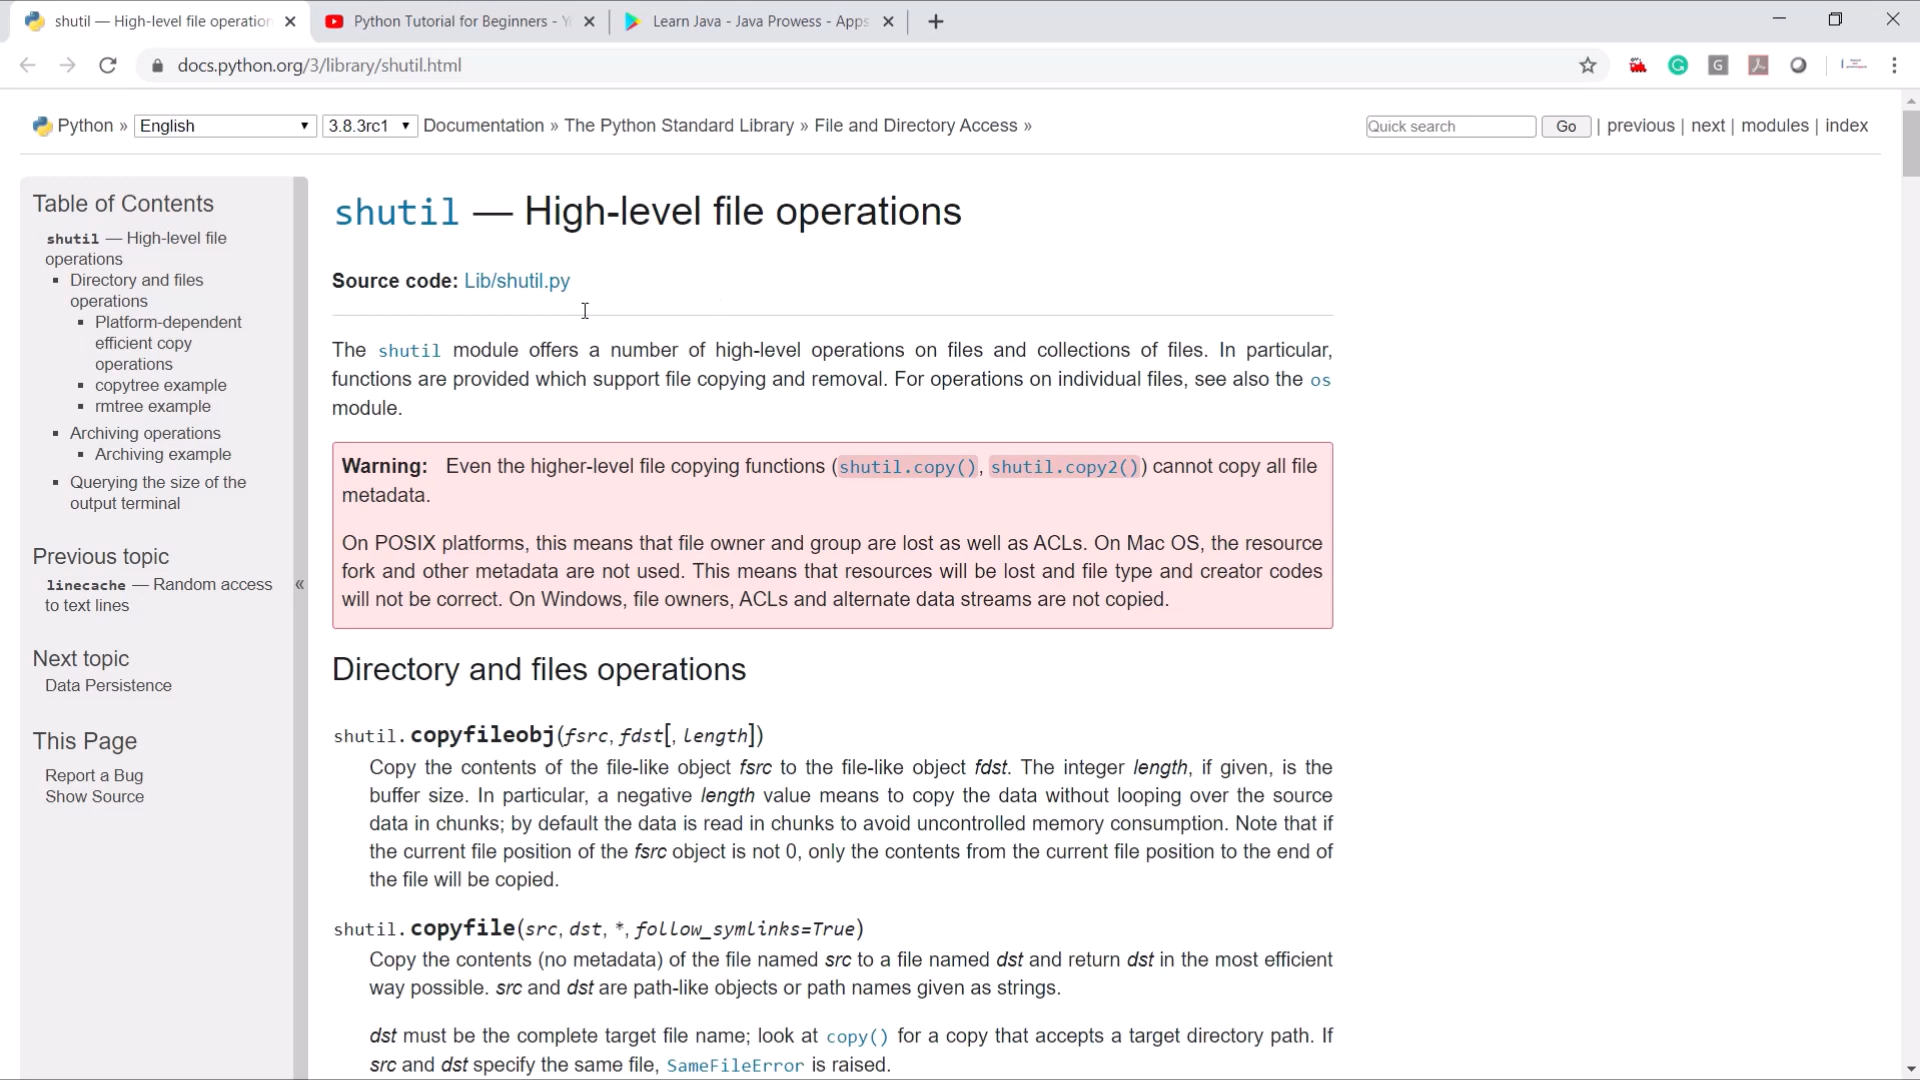 shutil — High-level file operation
Python Tutorial for Beginners - Y
Learn Java - Java Prowess - Apps
docs.python.org/3/library/shutil.html
Python » English 3.8.3rc1 Documentation » The Python Standard Library » File and Directory Access »
Quick search Go | previous | next | modules | index
Table of Contents
shutil — High-level file
operations
Directory and files
operations
Platform-dependent
efficient copy
operations
copytree example
rmtree example
Archiving operations
Archiving example
Querying the size of the
output terminal
Previous topic
linecache — Random access
to text lines
Next topic
Data Persistence
This Page
Report a Bug
Show Source
«
shutil — High-level file operations
Source code: Lib/shutil.py
The shutil module offers a number of high-level operations on files and collections of files. In particular,
functions are provided which support file copying and removal. For operations on individual files, see also the os
module.
Warning: Even the higher-level file copying functions (shutil.copy(), shutil.copy2()) cannot copy all file
metadata.
On POSIX platforms, this means that file owner and group are lost as well as ACLs. On Mac OS, the resource
fork and other metadata are not used. This means that resources will be lost and file type and creator codes
will not be correct. On Windows, file owners, ACLs and alternate data streams are not copied.
Directory and files operations
shutil.copyfileobj(fsrc, fdst[, length])
Copy the contents of the file-like object fsrc to the file-like object fdst. The integer length, if given, is the
buffer size. In particular, a negative length value means to copy the data without looping over the source
data in chunks; by default the data is read in chunks to avoid uncontrolled memory consumption. Note that if
the current file position of the fsrc object is not 0, only the contents from the current file position to the end of
the file will be copied.
shutil.copyfile(src, dst, *, follow_symlinks=True)
Copy the contents (no metadata) of the file named src to a file named dst and return dst in the most efficient
way possible. src and dst are path-like objects or path names given as strings.
dst must be the complete target file name; look at copy() for a copy that accepts a target directory path. If
src and dst specify the same file, SameFileError is raised.